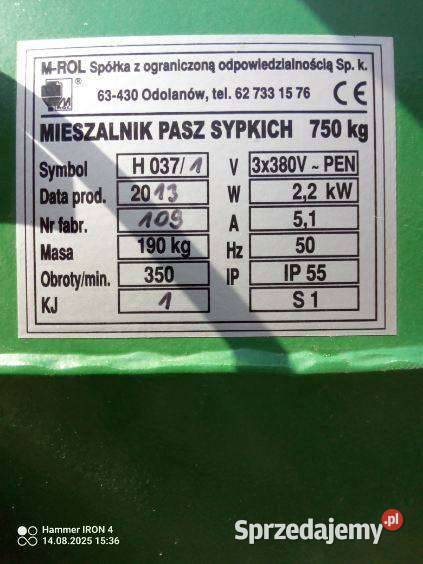 M-ROL Spółka z ograniczoną odpowiedzialnością Sp. k.
63-430 Odolanów, tel. 62 733 15 76 CE
MIESZALNIK PASZ SYPKICH 750 kg
Symbol H 037/1 V 3x380V ~ PEN
Data prod. 2013 W 2,2 kW
Nr fabr. 109 A 5,1
Masa 190 kg Hz 50
Obroty/min. 350 IP IP 55
KJ 1 S 1
Hammer IRON 4
14.08.2025 15:36
Sprzedajemy.pl